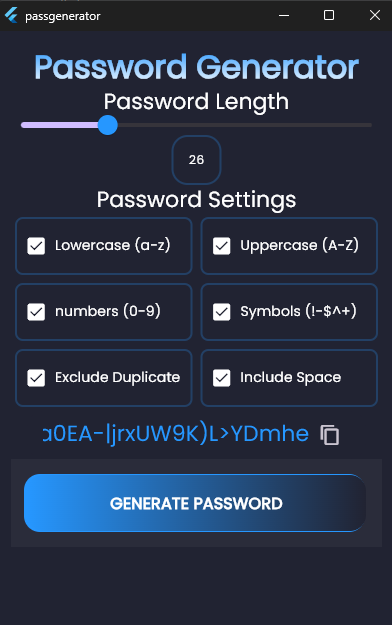 passgenerator
Password Generator
Password Length
26
Password Settings
Lowercase (a-z)
Uppercase (A-Z)
numbers (0-9)
Symbols (!-$^+)
Exclude Duplicate
Include Space
a0EA-|jrxUW9K)L>YDmhe
GENERATE PASSWORD